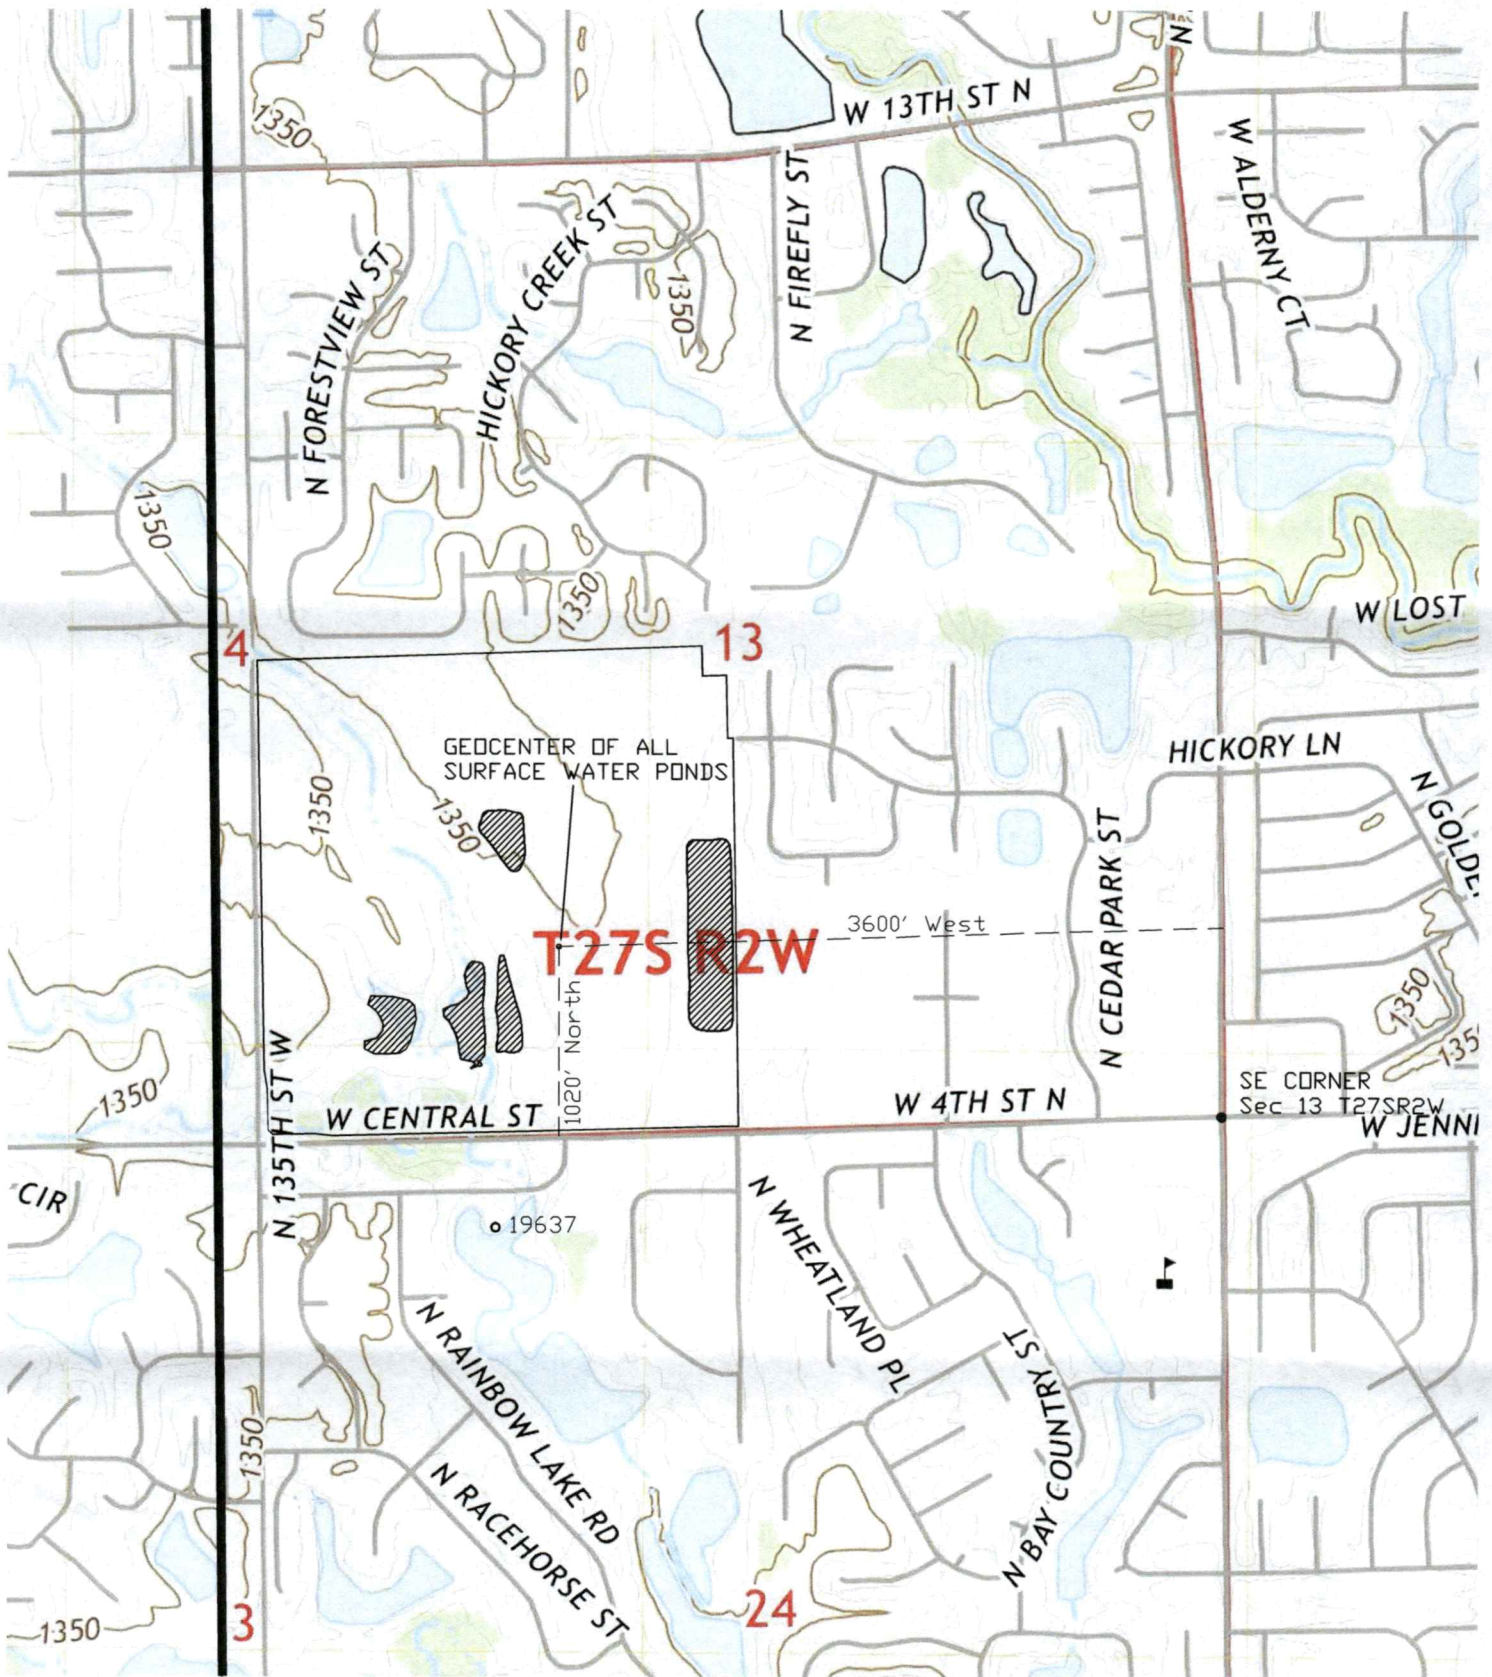 N
W 13TH ST N
1350
N FIREFLY ST
W ALDERNY CT
HICKORY CREEK ST
N FORESTVIEW ST
1350
1350
1350
W LOST
4
13
GEOCENTER OF ALL
SURFACE WATER PONDS
HICKORY LN
1350
1350
N GOLDE
N CEDAR PARK ST
3600' West
T27S R2W
1020' North
1350
135
N 135TH ST W
1350
SE CORNER
Sec 13 T27SR2W
W CENTRAL ST
W 4TH ST N
W JENNI
CIR
19637
N WHEATLAND PL
N RAINBOW LAKE RD
N BAY COUNTRY ST
1350
N RACEHORSE ST
24
3
1350